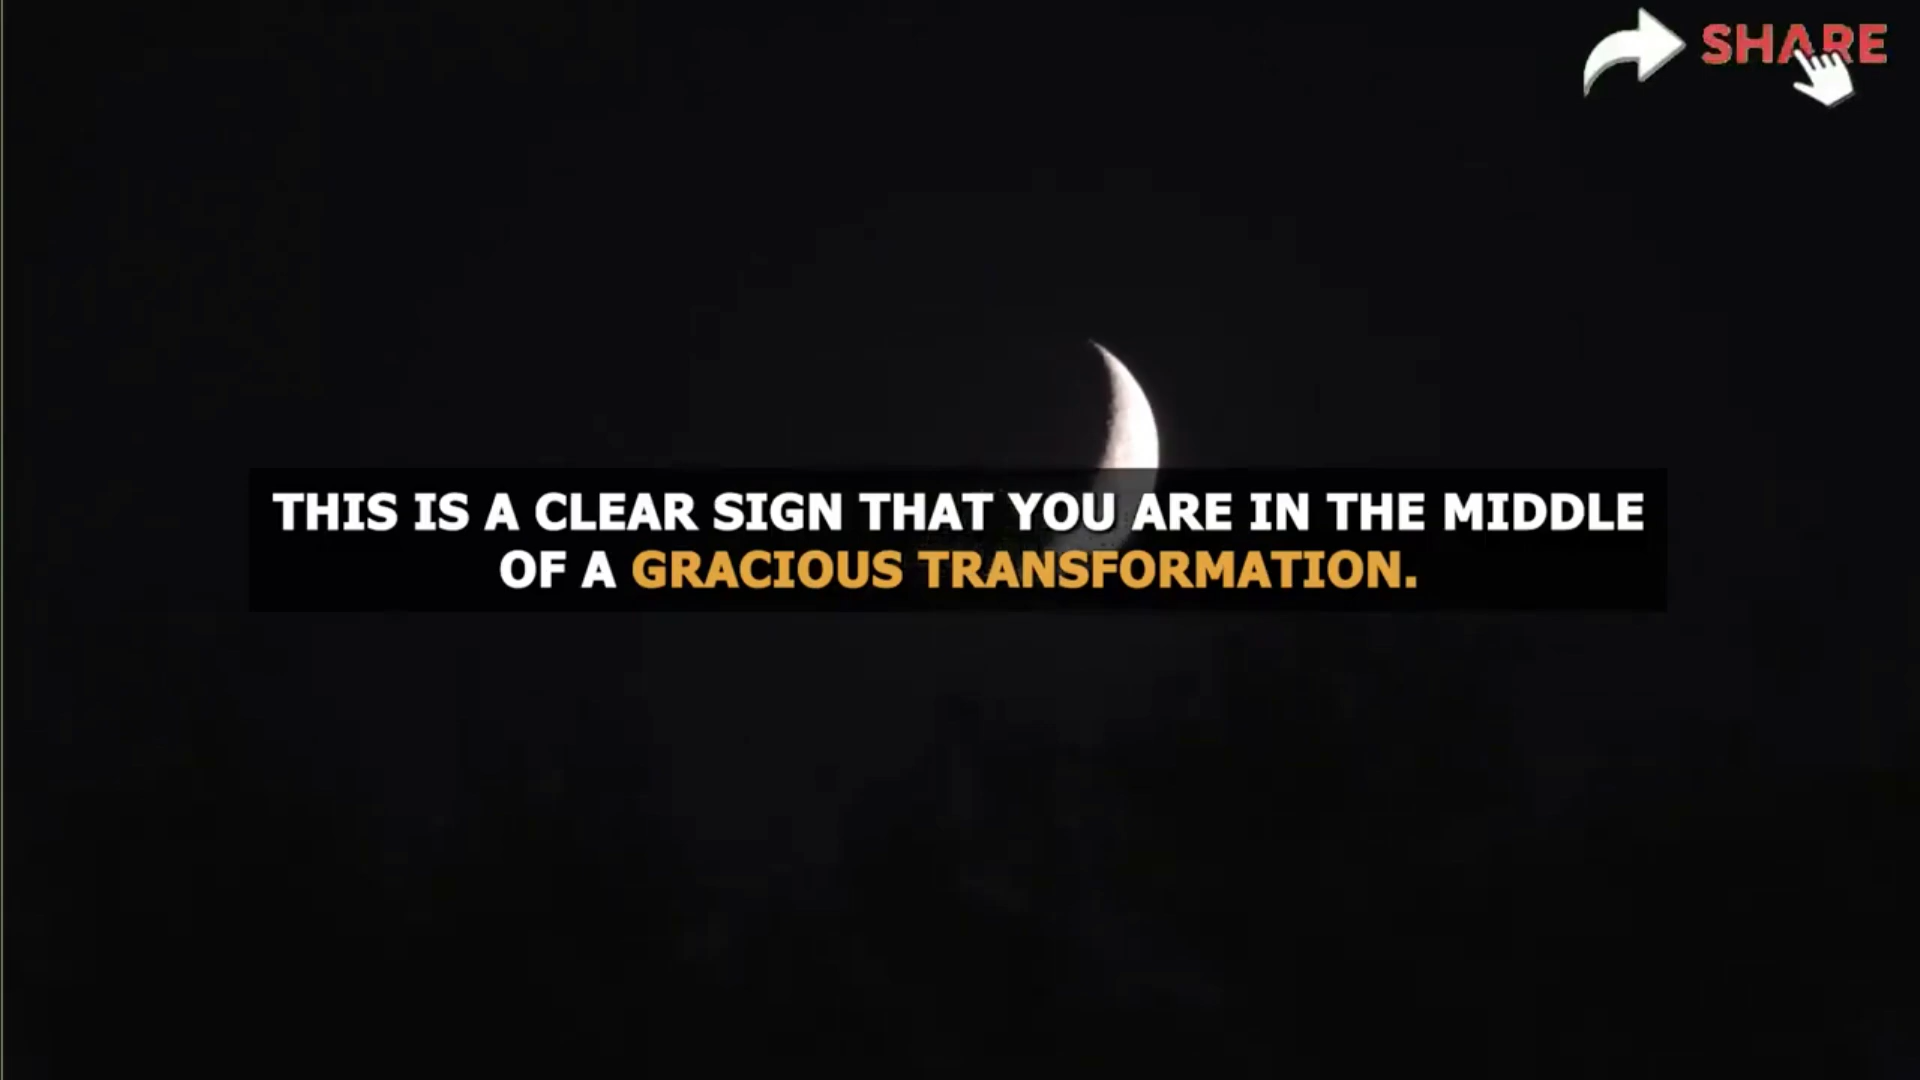 SHARE
THIS IS A CLEAR SIGN THAT YOU ARE IN THE MIDDLE
OF A GRACIOUS TRANSFORMATION.